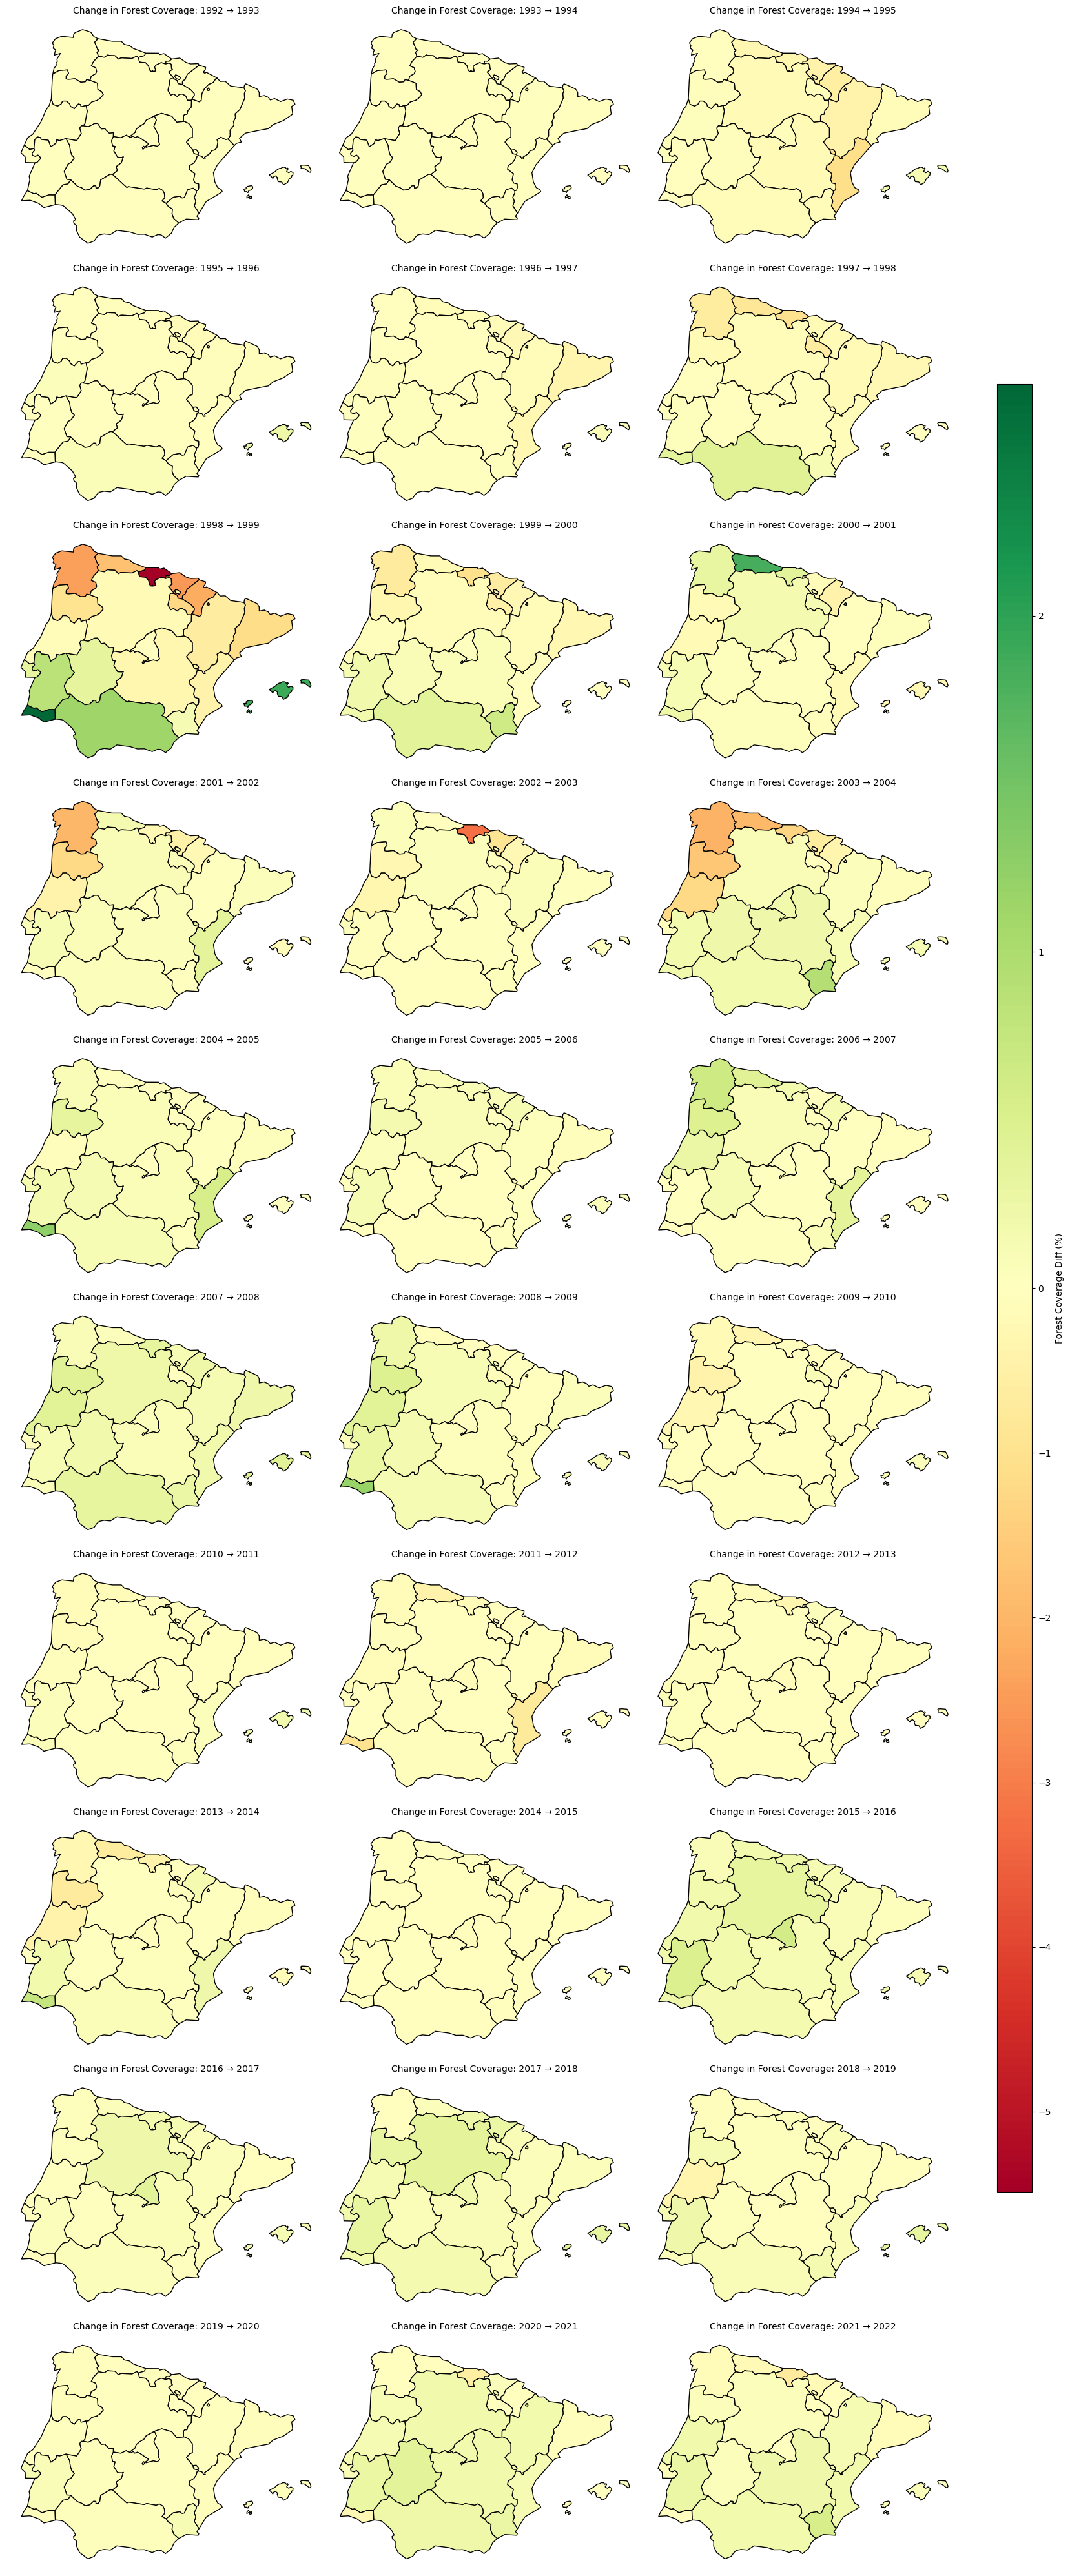 Change in Forest Coverage: 1992 → 1993
Change in Forest Coverage: 1993 → 1994
Change in Forest Coverage: 1994 → 1995
Change in Forest Coverage: 1995 → 1996
Change in Forest Coverage: 1996 → 1997
Change in Forest Coverage: 1997 → 1998
Change in Forest Coverage: 1998 → 1999
Change in Forest Coverage: 1999 → 2000
Change in Forest Coverage: 2000 → 2001
Change in Forest Coverage: 2001 → 2002
Change in Forest Coverage: 2002 → 2003
Change in Forest Coverage: 2003 → 2004
Change in Forest Coverage: 2004 → 2005
Change in Forest Coverage: 2005 → 2006
Change in Forest Coverage: 2006 → 2007
Change in Forest Coverage: 2007 → 2008
Change in Forest Coverage: 2008 → 2009
Change in Forest Coverage: 2009 → 2010
Change in Forest Coverage: 2010 → 2011
Change in Forest Coverage: 2011 → 2012
Change in Forest Coverage: 2012 → 2013
Change in Forest Coverage: 2013 → 2014
Change in Forest Coverage: 2014 → 2015
Change in Forest Coverage: 2015 → 2016
Change in Forest Coverage: 2016 → 2017
Change in Forest Coverage: 2017 → 2018
Change in Forest Coverage: 2018 → 2019
Change in Forest Coverage: 2019 → 2020
Change in Forest Coverage: 2020 → 2021
Change in Forest Coverage: 2021 → 2022
2
1
0
−1
−2
−3
−4
−5
Forest Coverage Diff (%)